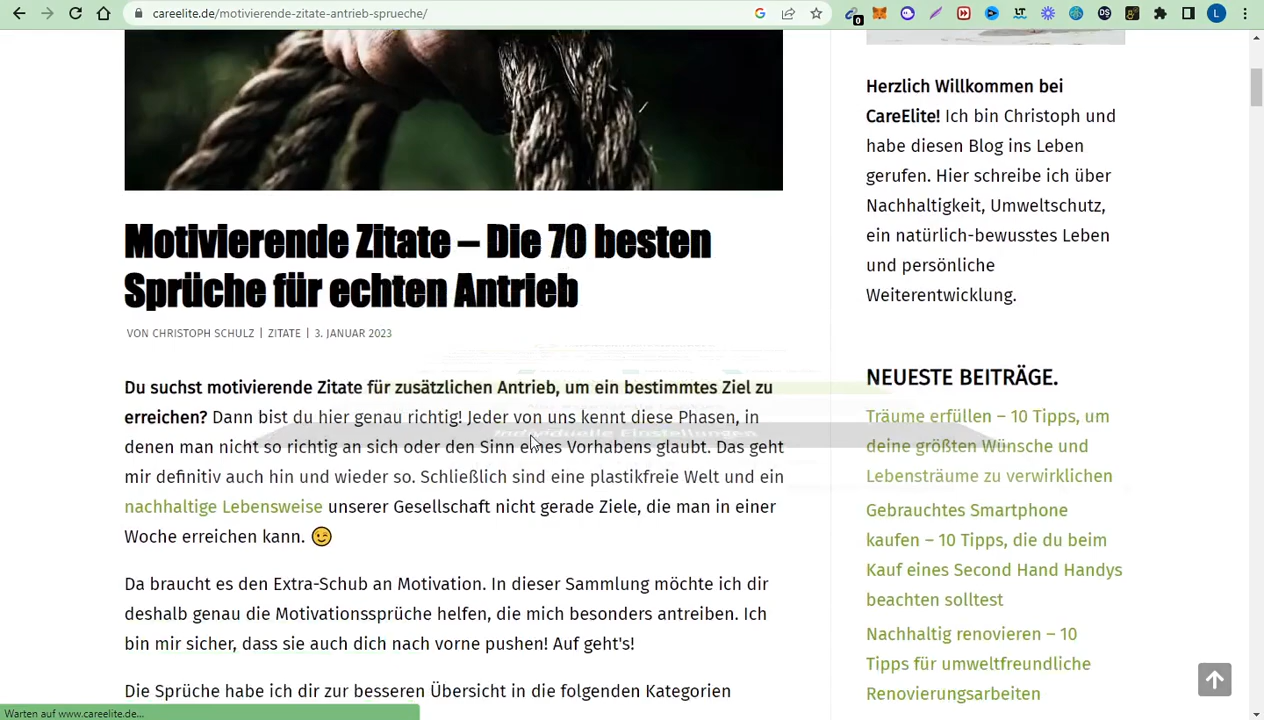 careelite.de/motivierende-zitate-antrieb-sprueche/
0
LT
DS
L
Motivierende Zitate – Die 70 besten
Sprüche für echten Antrieb
VON CHRISTOPH SCHULZ | ZITATE | 3. JANUAR 2023
Du suchst motivierende Zitate für zusätzlichen Antrieb, um ein bestimmtes Ziel zu
erreichen? Dann bist du hier genau richtig! Jeder von uns kennt diese Phasen, in
denen man nicht so richtig an sich oder den Sinn eines Vorhabens glaubt. Das geht
mir definitiv auch hin und wieder so. Schließlich sind eine plastikfreie Welt und ein
nachhaltige Lebensweise unserer Gesellschaft nicht gerade Ziele, die man in einer
Woche erreichen kann. 😉
Da braucht es den Extra-Schub an Motivation. In dieser Sammlung möchte ich dir
deshalb genau die Motivationssprüche helfen, die mich besonders antreiben. Ich
bin mir sicher, dass sie auch dich nach vorne pushen! Auf geht's!
Die Sprüche habe ich dir zur besseren Übersicht in die folgenden Kategorien
Individuelle Einstellungen
Herzlich Willkommen bei
CareElite! Ich bin Christoph und
habe diesen Blog ins Leben
gerufen. Hier schreibe ich über
Nachhaltigkeit, Umweltschutz,
ein natürlich-bewusstes Leben
und persönliche
Weiterentwicklung.
NEUESTE BEITRÄGE.
Träume erfüllen – 10 Tipps, um
deine größten Wünsche und
Lebensträume zu verwirklichen
Gebrauchtes Smartphone
kaufen – 10 Tipps, die du beim
Kauf eines Second Hand Handys
beachten solltest
Nachhaltig renovieren – 10
Tipps für umweltfreundliche
Renovierungsarbeiten
Warten auf www.careelite.de...